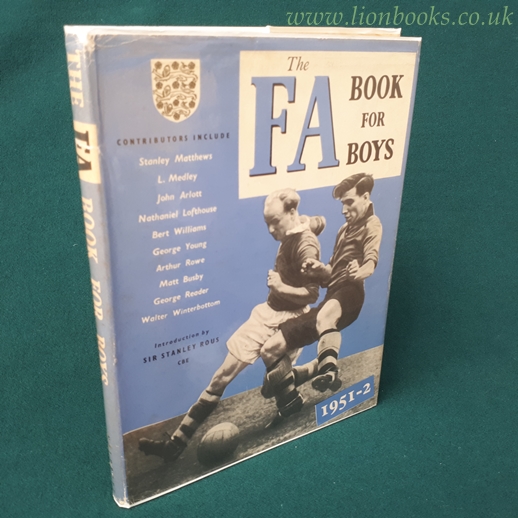 www.lionbooks.co.uk
THE FA BOOK FOR BOYS
The
FA
BOOK
FOR
BOYS
CONTRIBUTORS INCLUDE
Stanley Matthews
L. Medley
John Arlott
Nathaniel Lofthouse
Bert Williams
George Young
Arthur Rowe
Matt Busby
George Reader
Walter Winterbottom
Introduction by
SIR STANLEY ROUS
CBE
1951-2